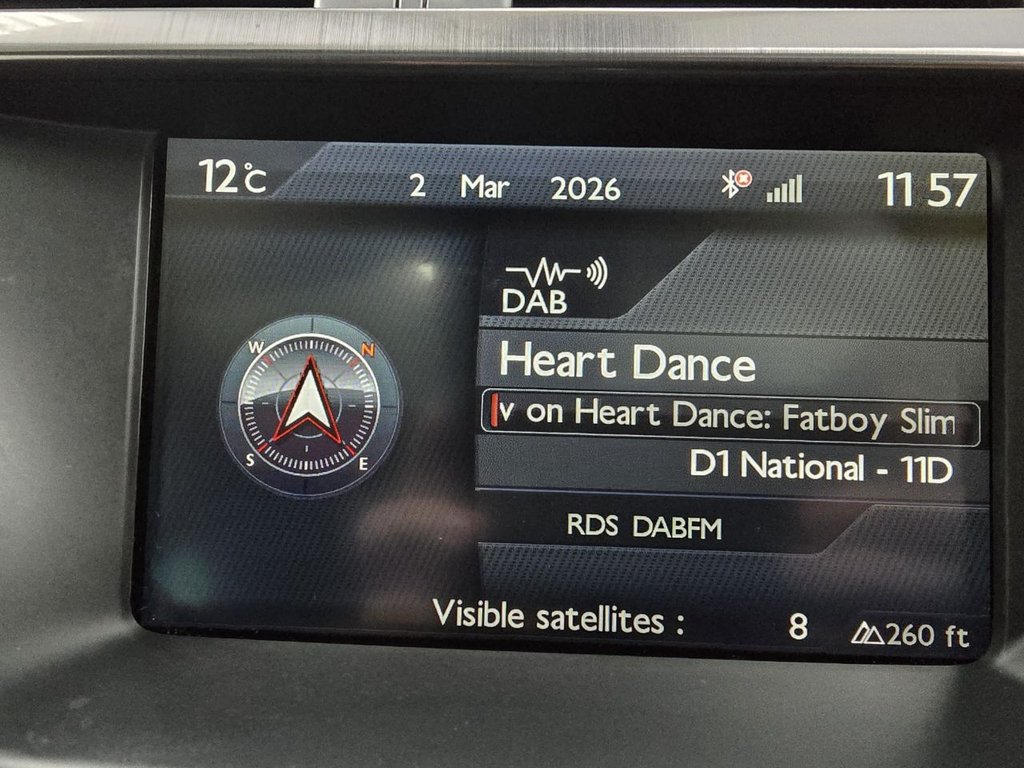 12°C 2 Mar 2026 11 57
DAB
W N
S E
Heart Dance
v on Heart Dance: Fatboy Slim
D1 National - 11D
RDS DABFM
Visible satellites : 8 260 ft